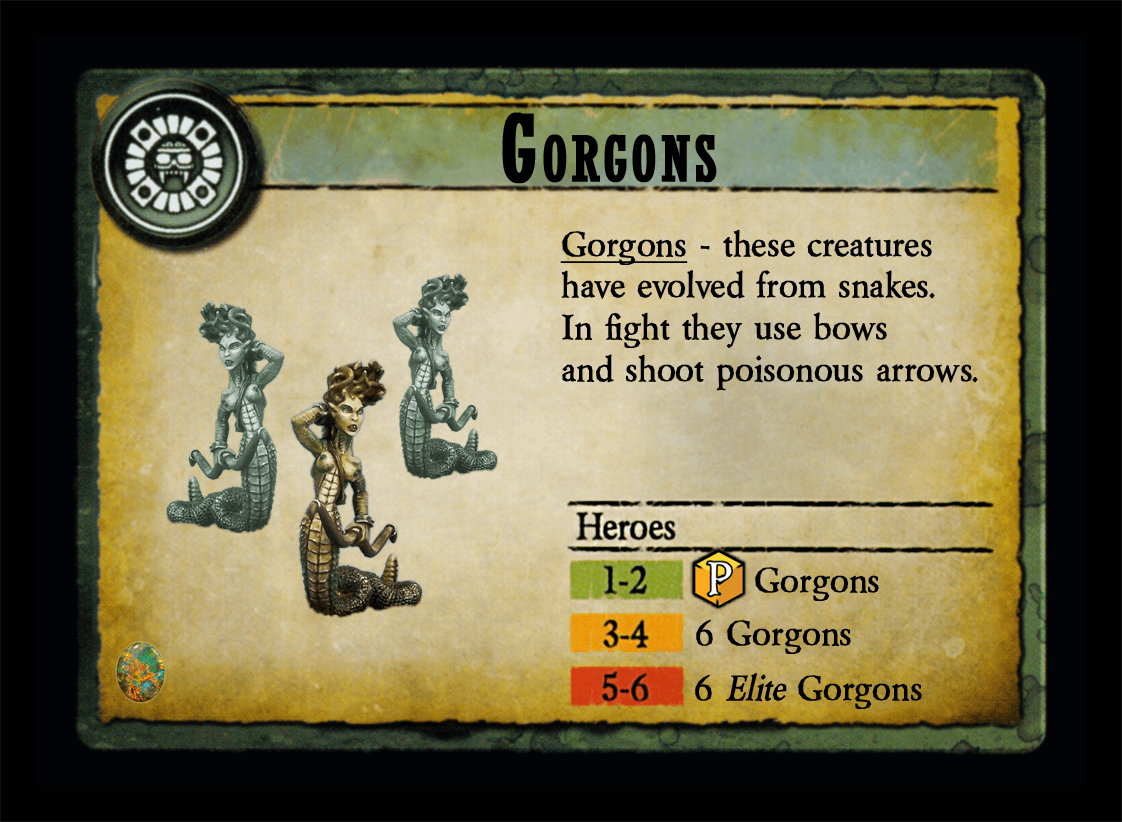 Gorgons
Gorgons - these creatures
have evolved from snakes.
In fight they use bows
and shoot poisonous arrows.
Heroes
1-2 P Gorgons
3-4 6 Gorgons
5-6 6 Elite Gorgons